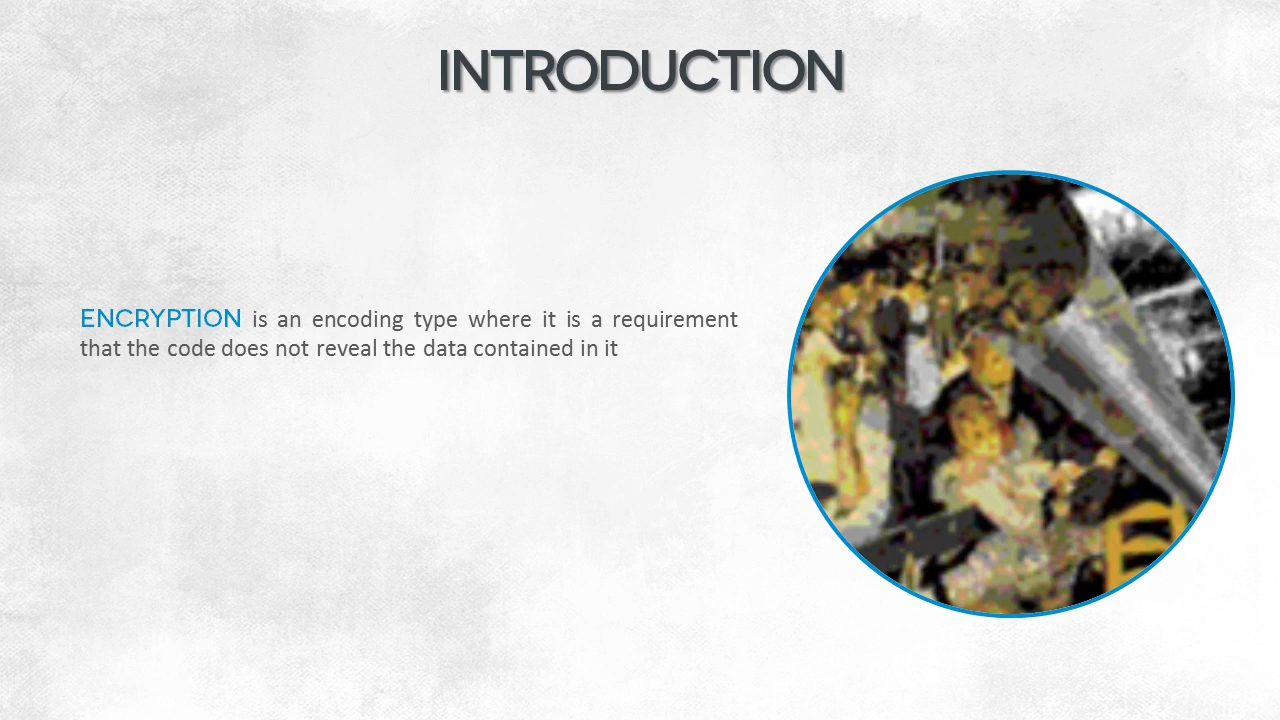 INTRODUCTION
ENCRYPTION is an encoding type where it is a requirement
that the code does not reveal the data contained in it